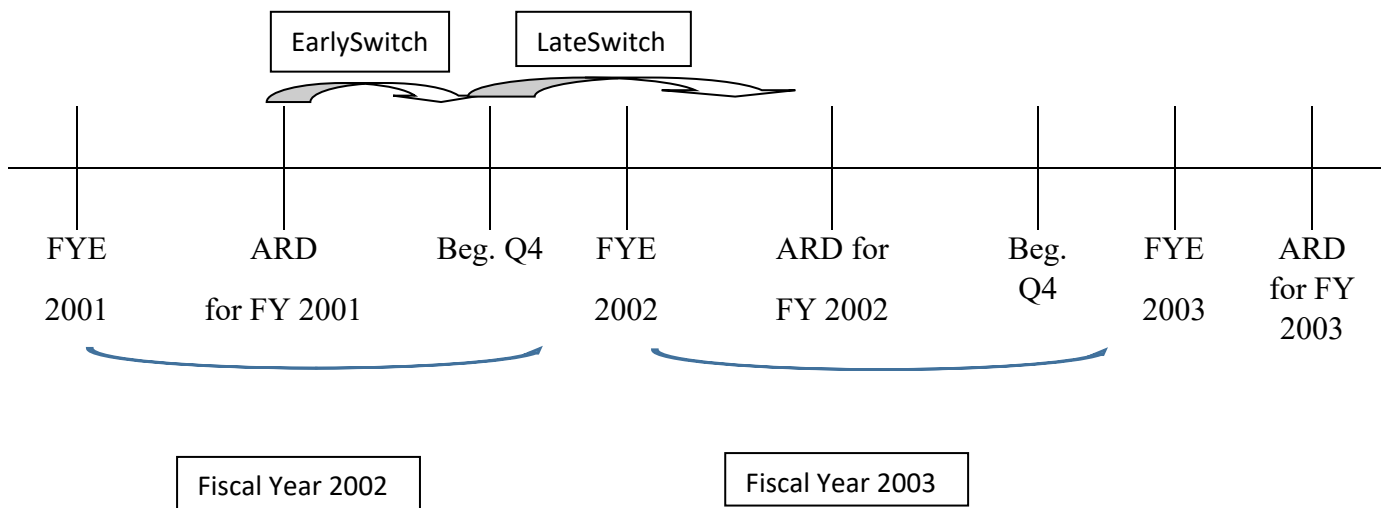 EarlySwitch
LateSwitch
FYE
2001
ARD
for FY 2001
Beg. Q4
FYE
2002
ARD for
FY 2002
Beg.
Q4
FYE
2003
ARD
for FY
2003
Fiscal Year 2002
Fiscal Year 2003